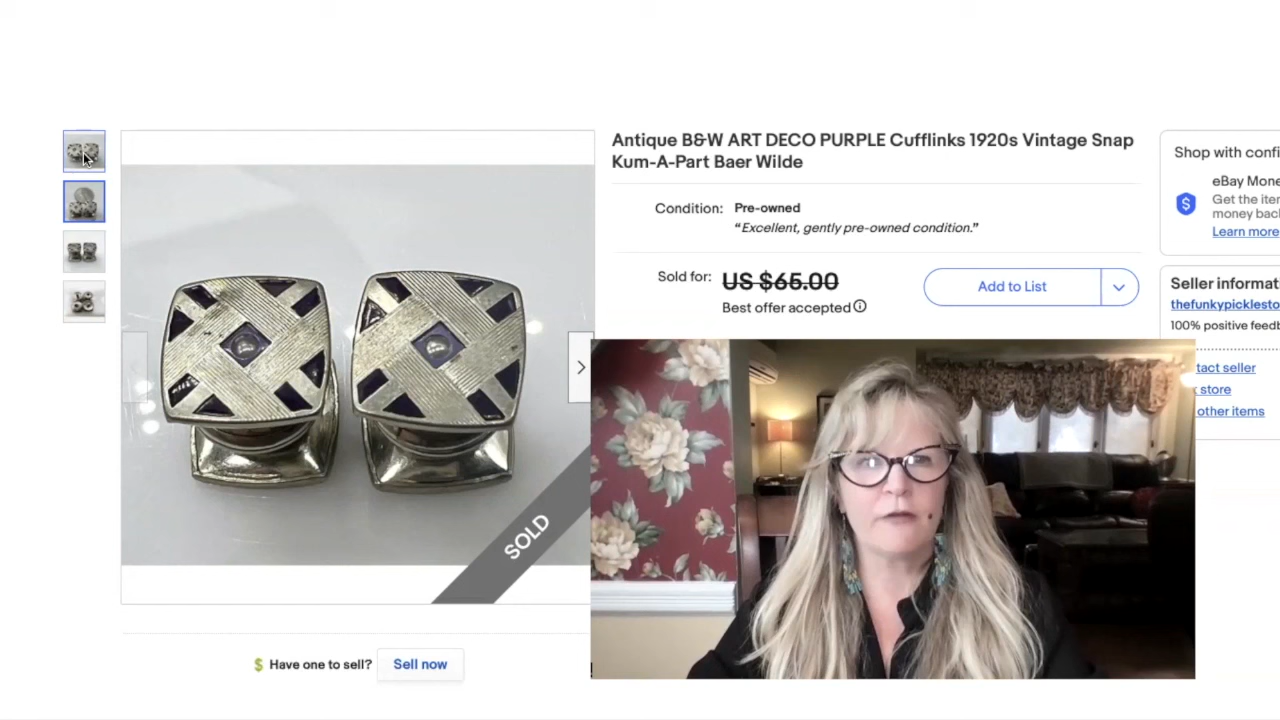 Antique B&W ART DECO PURPLE Cufflinks 1920s Vintage Snap
Kum-A-Part Baer Wilde
Condition: Pre-owned
“Excellent, gently pre-owned condition.”
Sold for: US $65.00
Best offer accepted
Add to List
SOLD
Have one to sell? Sell now
Shop with confi
eBay Mone
Get the iter
money bac
Learn more
Seller informat
thefunkypicklesto
100% positive feedb
tact seller
store
other items